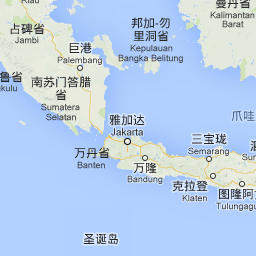 占碑省
Jambi
巨港
Palembang
邦加-勿
里洞省
Kepulauan
Bangka Belitung
曼丹省
Kalimantan
Barat
鲁省
gkulu
南苏门答腊
省
Sumatera
Selatan
爪哇
雅加达
Jakarta
万丹省
Banten
万隆
Bandung
三宝珑
Semarang
克拉登
Klaten
图隆阿
Tulungagu
圣诞岛